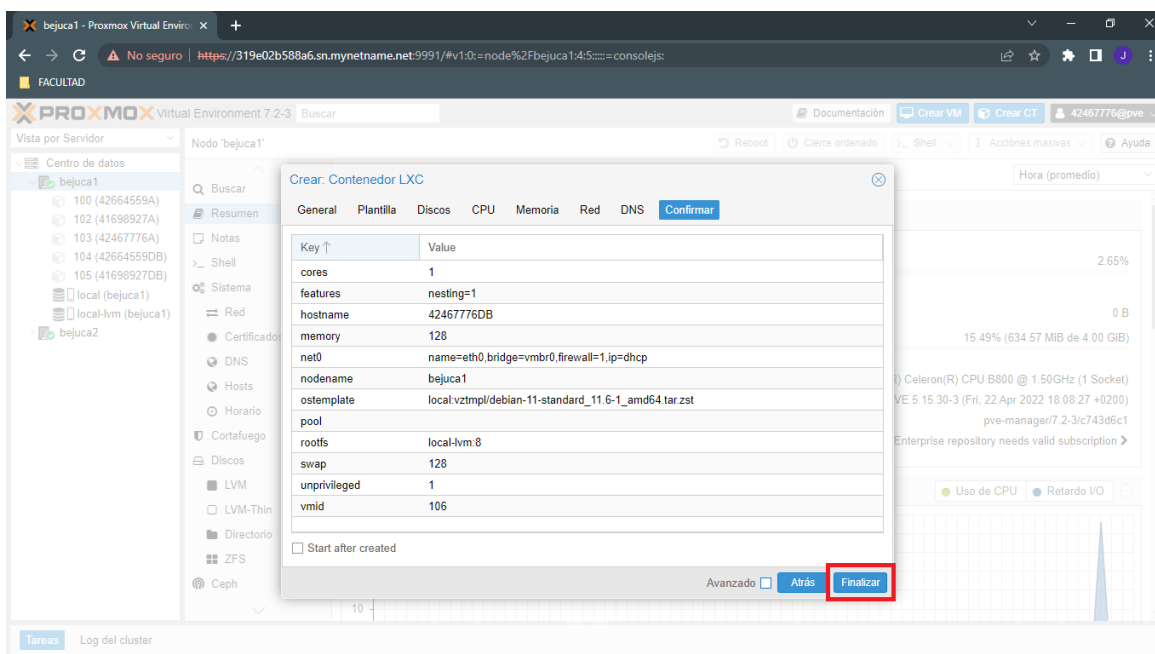 bejuca1 - Proxmox Virtual Enviro
No seguro https://319e02b588a6.sn.mynetname.net:9991/#v1:0:=node%2Fbejuca1:4:5:::::=consolejs:
J
FACULTAD
PROXMOX Virtual Environment 7.2-3 Buscar
Documentación Crear VM Crear CT 42467776@pve
Vista por Servidor
Nodo 'bejuca1'
Reboot Cierre ordenado >_ Shell Acciónes masivas Ayuda
Centro de datos
bejuca1
100 (42664559A)
102 (41698927A)
103 (42467776A)
104 (42664559DB)
105 (41698927DB)
local (bejuca1)
local-lvm (bejuca1)
bejuca2
Buscar
Resumen
Notas
>_ Shell
Sistema
Red
Certificados
DNS
Hosts
Horario
Cortafuego
Discos
LVM
LVM-Thin
Directorio
ZFS
Ceph
Crear: Contenedor LXC
General Plantilla Discos CPU Memoria Red DNS Confirmar
Key Value
cores 1
features nesting=1
hostname 42467776DB
memory 128
net0 name=eth0,bridge=vmbr0,firewall=1,ip=dhcp
nodename bejuca1
ostemplate local:vztmpl/debian-11-standard_11.6-1_amd64.tar.zst
pool
rootfs local-lvm:8
swap 128
unprivileged 1
vmid 106
Start after created
Avanzado Atrás Finalizar
Hora (promedio)
2.65%
0 B
15.49% (634.57 MiB de 4.00 GiB)
Celeron(R) CPU B800 @ 1.50GHz (1 Socket)
VE 5.15.30-3 (Fri, 22 Apr 2022 18:08:27 +0200)
pve-manager/7.2-3/c743d6c1
Enterprise repository needs valid subscription
Uso de CPU Retardo I/O
10
Tareas Log del cluster